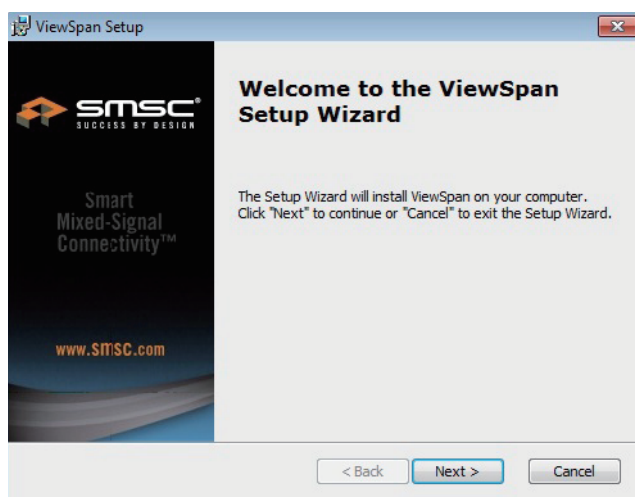 ViewSpan Setup
smsc®
SUCCESS BY DESIGN
Smart
Mixed-Signal
Connectivity™
www.smsc.com
Welcome to the ViewSpan
Setup Wizard
The Setup Wizard will install ViewSpan on your computer.
Click "Next" to continue or "Cancel" to exit the Setup Wizard.
< Back
Next >
Cancel